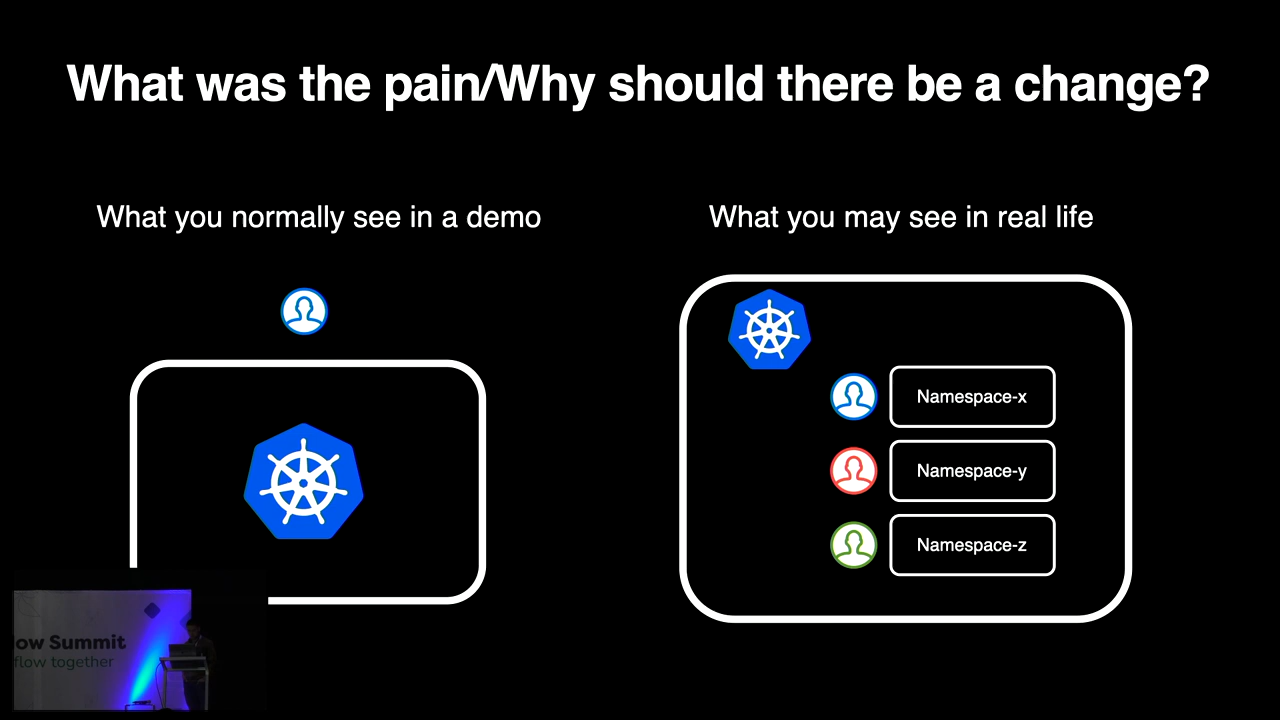 What was the pain/Why should there be a change?
What you normally see in a demo
What you may see in real life
Namespace-x
Namespace-y
Namespace-z
ow Summit
flow together